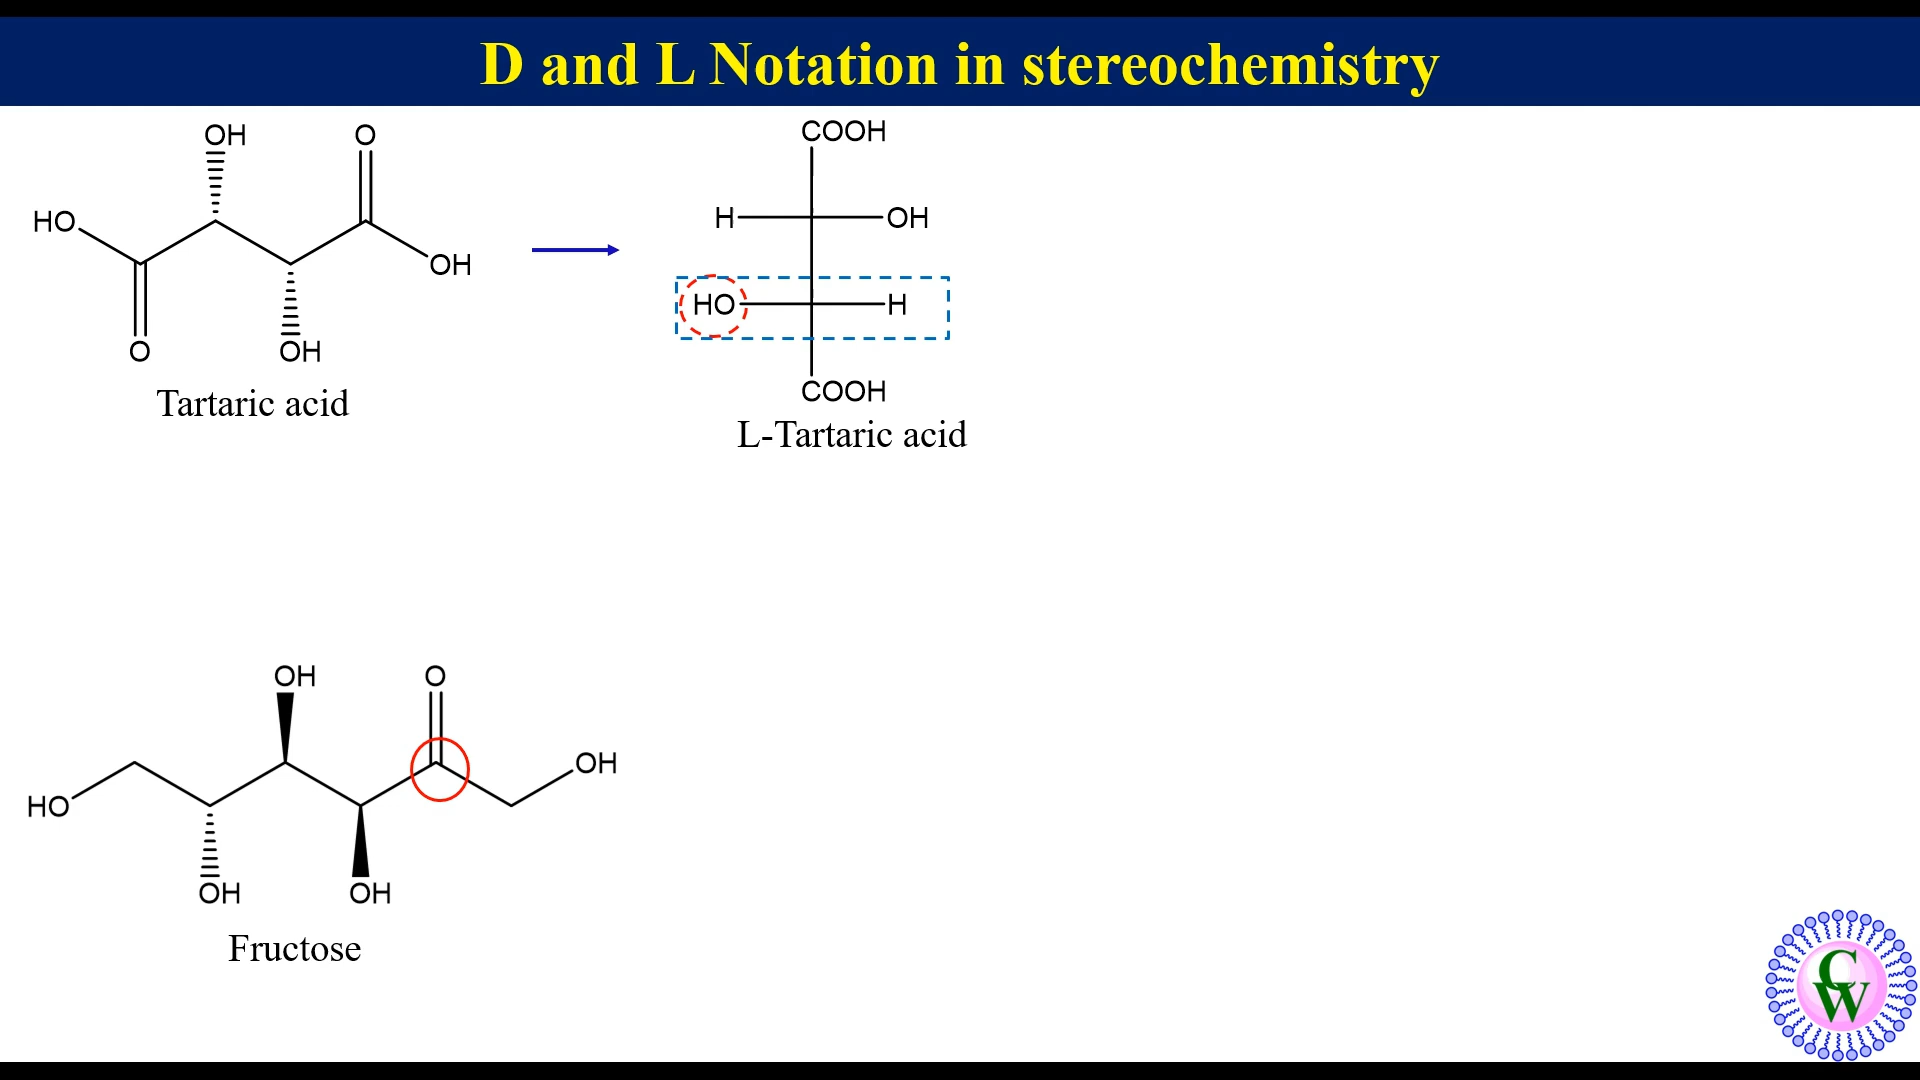 D and L Notation in stereochemistry
OH
O
HO
OH
O
OH
Tartaric acid
COOH
H
OH
HO
H
COOH
L-Tartaric acid
OH
O
OH
HO
OH
OH
Fructose
CW